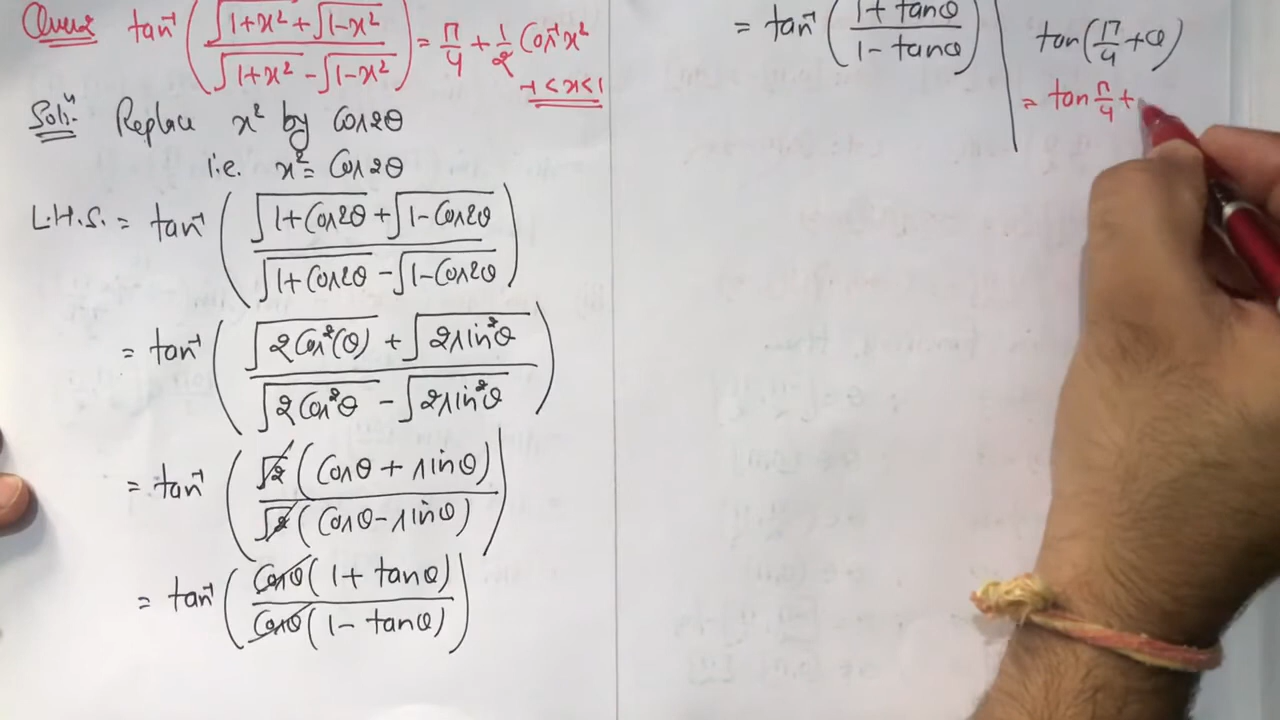 Ques: tan⁻¹((√(1+x²) + √(1-x²))/(√(1+x²) - √(1-x²))) = π/4 + 1/2 Cos⁻¹x²
-1 < x < 1
Solⁿ: Replace x² by Cos2θ
i.e. x² = Cos2θ
L.H.S. = tan⁻¹((√(1+Cos2θ) + √(1-Cos2θ))/(√(1+Cos2θ) - √(1-Cos2θ)))
= tan⁻¹((√(2Cos²(θ)) + √(2sin²θ))/(√(2Cos²θ) - √(2sin²θ)))
= tan⁻¹((√2(Cosθ + sinθ))/(√2(Cosθ - sinθ)))
= tan⁻¹((Cosθ(1 + tanθ))/(Cosθ(1 - tanθ)))
= tan⁻¹((1 + tanθ)/(1 - tanθ))
tan(π/4 + θ)
= tan π/4 +